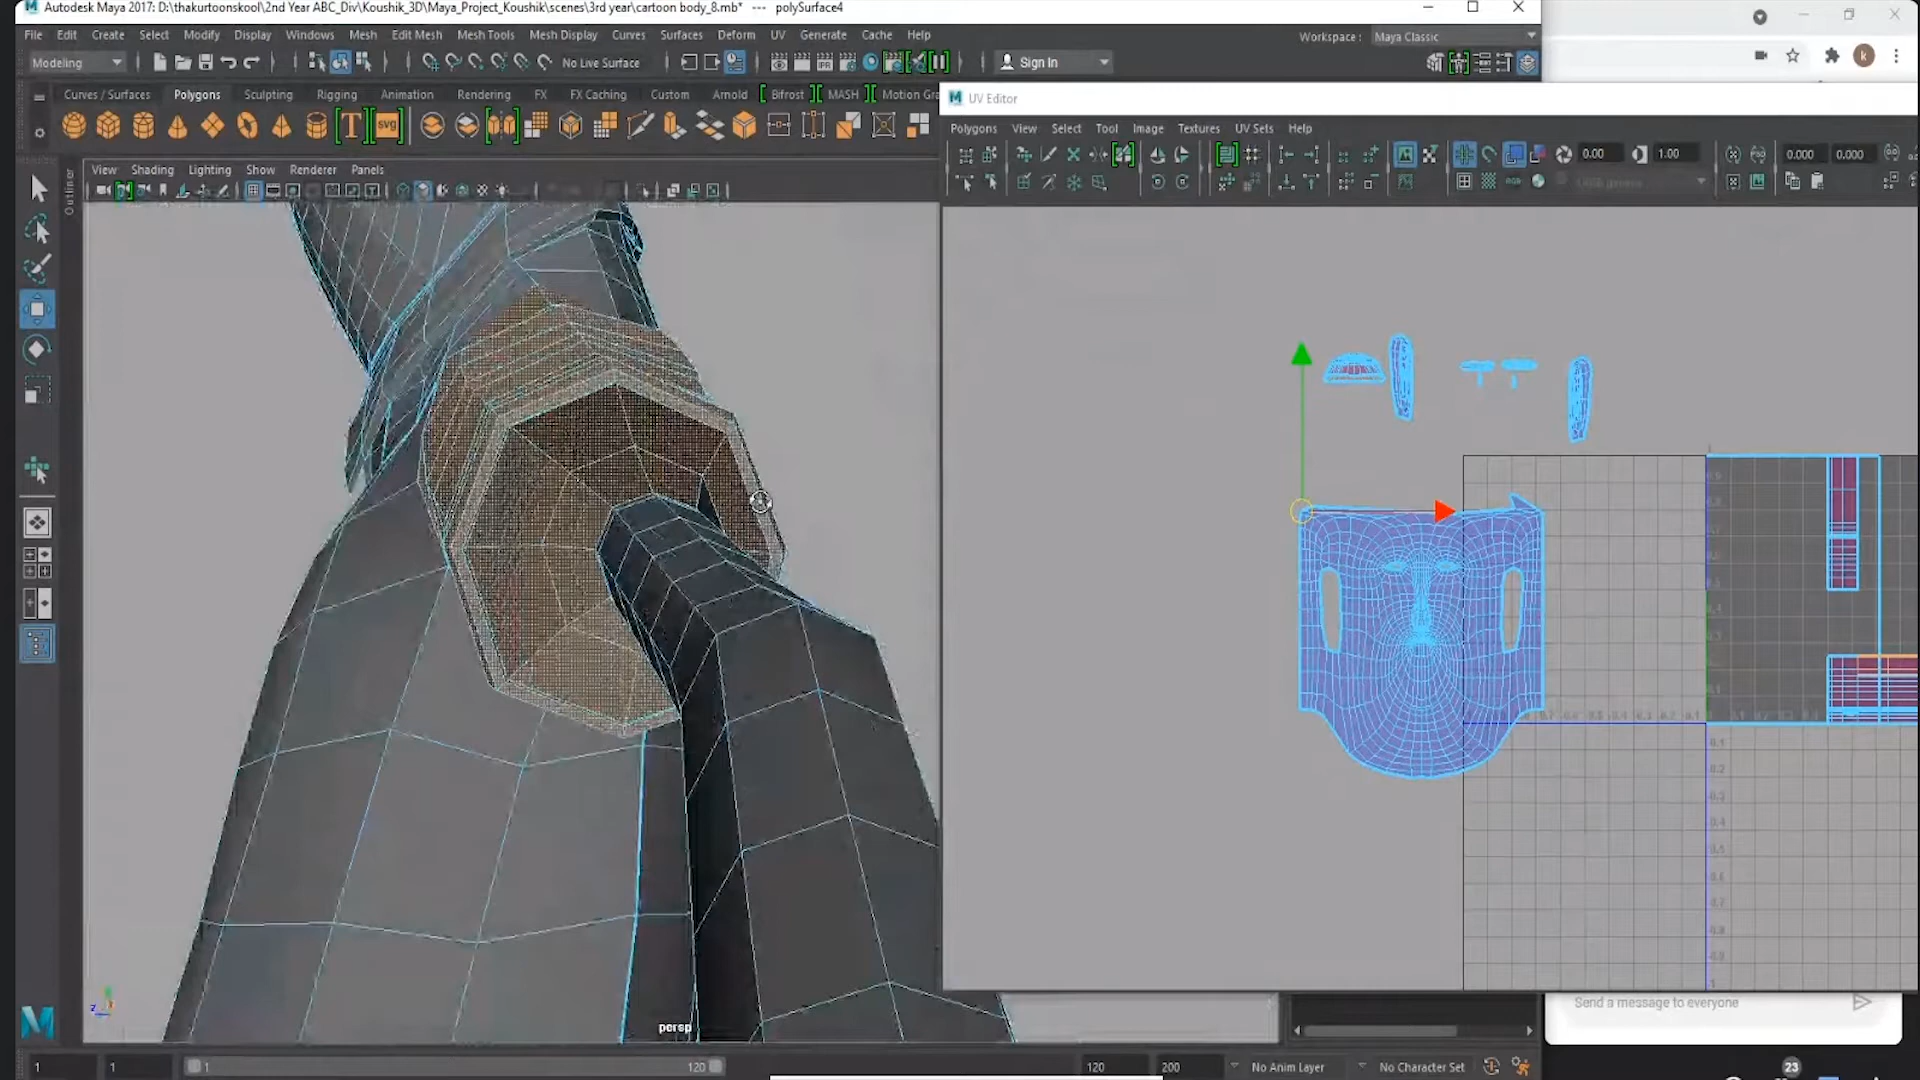 Autodesk Maya 2017: D:\thakurtoonskool\2nd Year ABC_Div\Koushik_3D\Maya_Project_Koushik\scenes\3rd year\cartoon body_8.mb* --- polySurface4
File Edit Create Select Modify Display Windows Mesh Edit Mesh Mesh Tools Mesh Display Curves Surfaces Deform UV Generate Cache Help
Workspace : Maya Classic
Modeling
No Live Surface
Sign In
k
Curves / Surfaces Polygons Sculpting Rigging Animation Rendering FX FX Caching Custom Arnold Bifrost MASH Motion Gra
T svg
UV Editor
Polygons View Select Tool Image Textures UV Sets Help
0.00 1.00 0.000 0.000
View Shading Lighting Show Renderer Panels
Outliner
persp
Send a message to everyone
1 1 1 120 120 200 No Anim Layer No Character Set
23